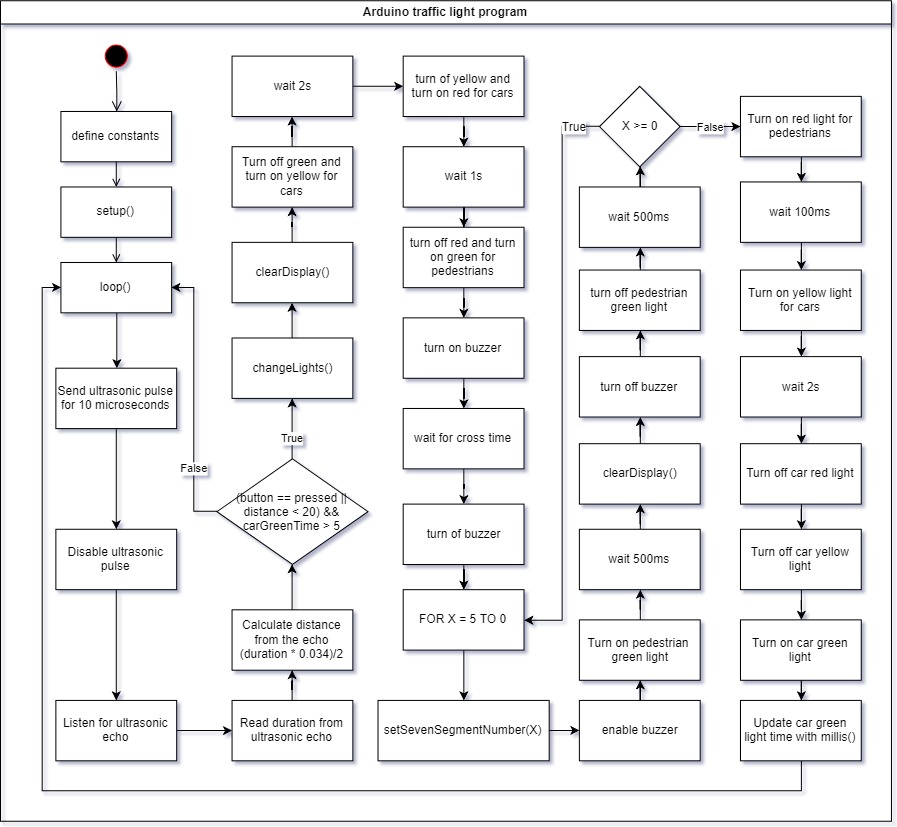 Arduino traffic light program
define constants
setup()
loop()
Send ultrasonic pulse
for 10 microseconds
Disable ultrasonic
pulse
Listen for ultrasonic
echo
Read duration from
ultrasonic echo
Calculate distance
from the echo
(duration * 0.034)/2
(button == pressed ||
distance < 20) &&
carGreenTime > 5
False
True
changeLights()
clearDisplay()
Turn off green and
turn on yellow for
cars
wait 2s
turn of yellow and
turn on red for cars
wait 1s
turn off red and turn
on green for
pedestrians
turn on buzzer
wait for cross time
turn of buzzer
FOR X = 5 TO 0
setSevenSegmentNumber(X)
enable buzzer
Turn on pedestrian
green light
wait 500ms
clearDisplay()
turn off buzzer
turn off pedestrian
green light
wait 500ms
X >= 0
True
False
Turn on red light for
pedestrians
wait 100ms
Turn on yellow light
for cars
wait 2s
Turn off car red light
Turn off car yellow
light
Turn on car green
light
Update car green
light time with millis()